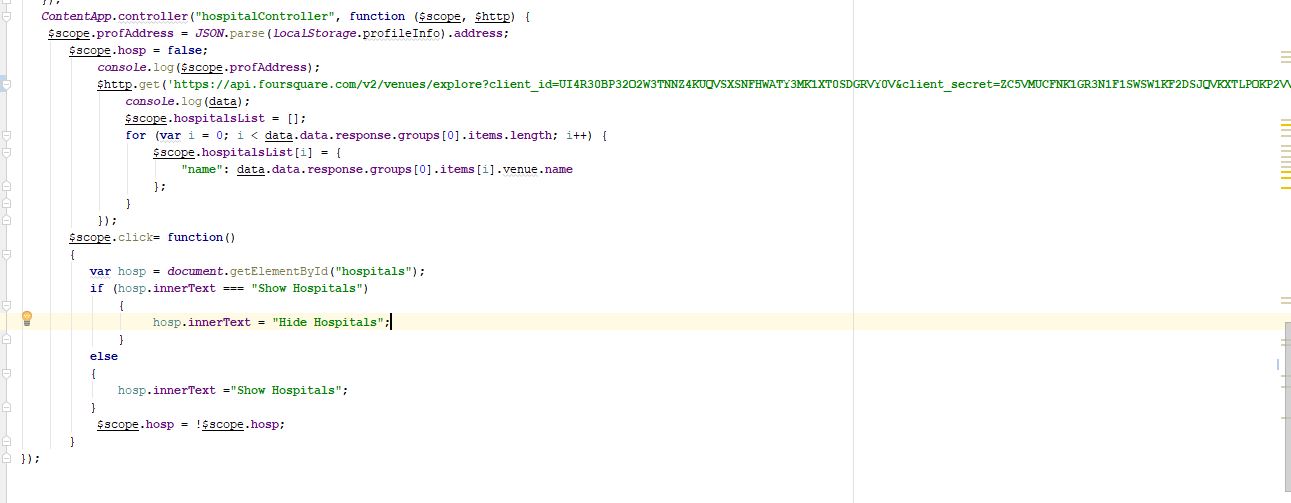 });
ContentApp.controller("hospitalController", function ($scope, $http) {
$scope.profAddress = JSON.parse(localStorage.profileInfo).address;
$scope.hosp = false;
console.log($scope.profAddress);
$http.get('https://api.foursquare.com/v2/venues/explore?client_id=UI4R30BP32O2W3TNNZ4KUQVSXSNFHWATY3MK1XT0SDGRVY0V&client_secret=ZC5VMUCFNK1GR3N1F1SWSW1KF2DSJQVKXTLPOKP2VV
console.log(data);
$scope.hospitalsList = [];
for (var i = 0; i < data.data.response.groups[0].items.length; i++) {
$scope.hospitalsList[i] = {
"name": data.data.response.groups[0].items[i].venue.name
};
}
});
$scope.click= function()
{
var hosp = document.getElementById("hospitals");
if (hosp.innerText === "Show Hospitals")
{
hosp.innerText = "Hide Hospitals";
}
else
{
hosp.innerText ="Show Hospitals";
}
$scope.hosp = !$scope.hosp;
}
});